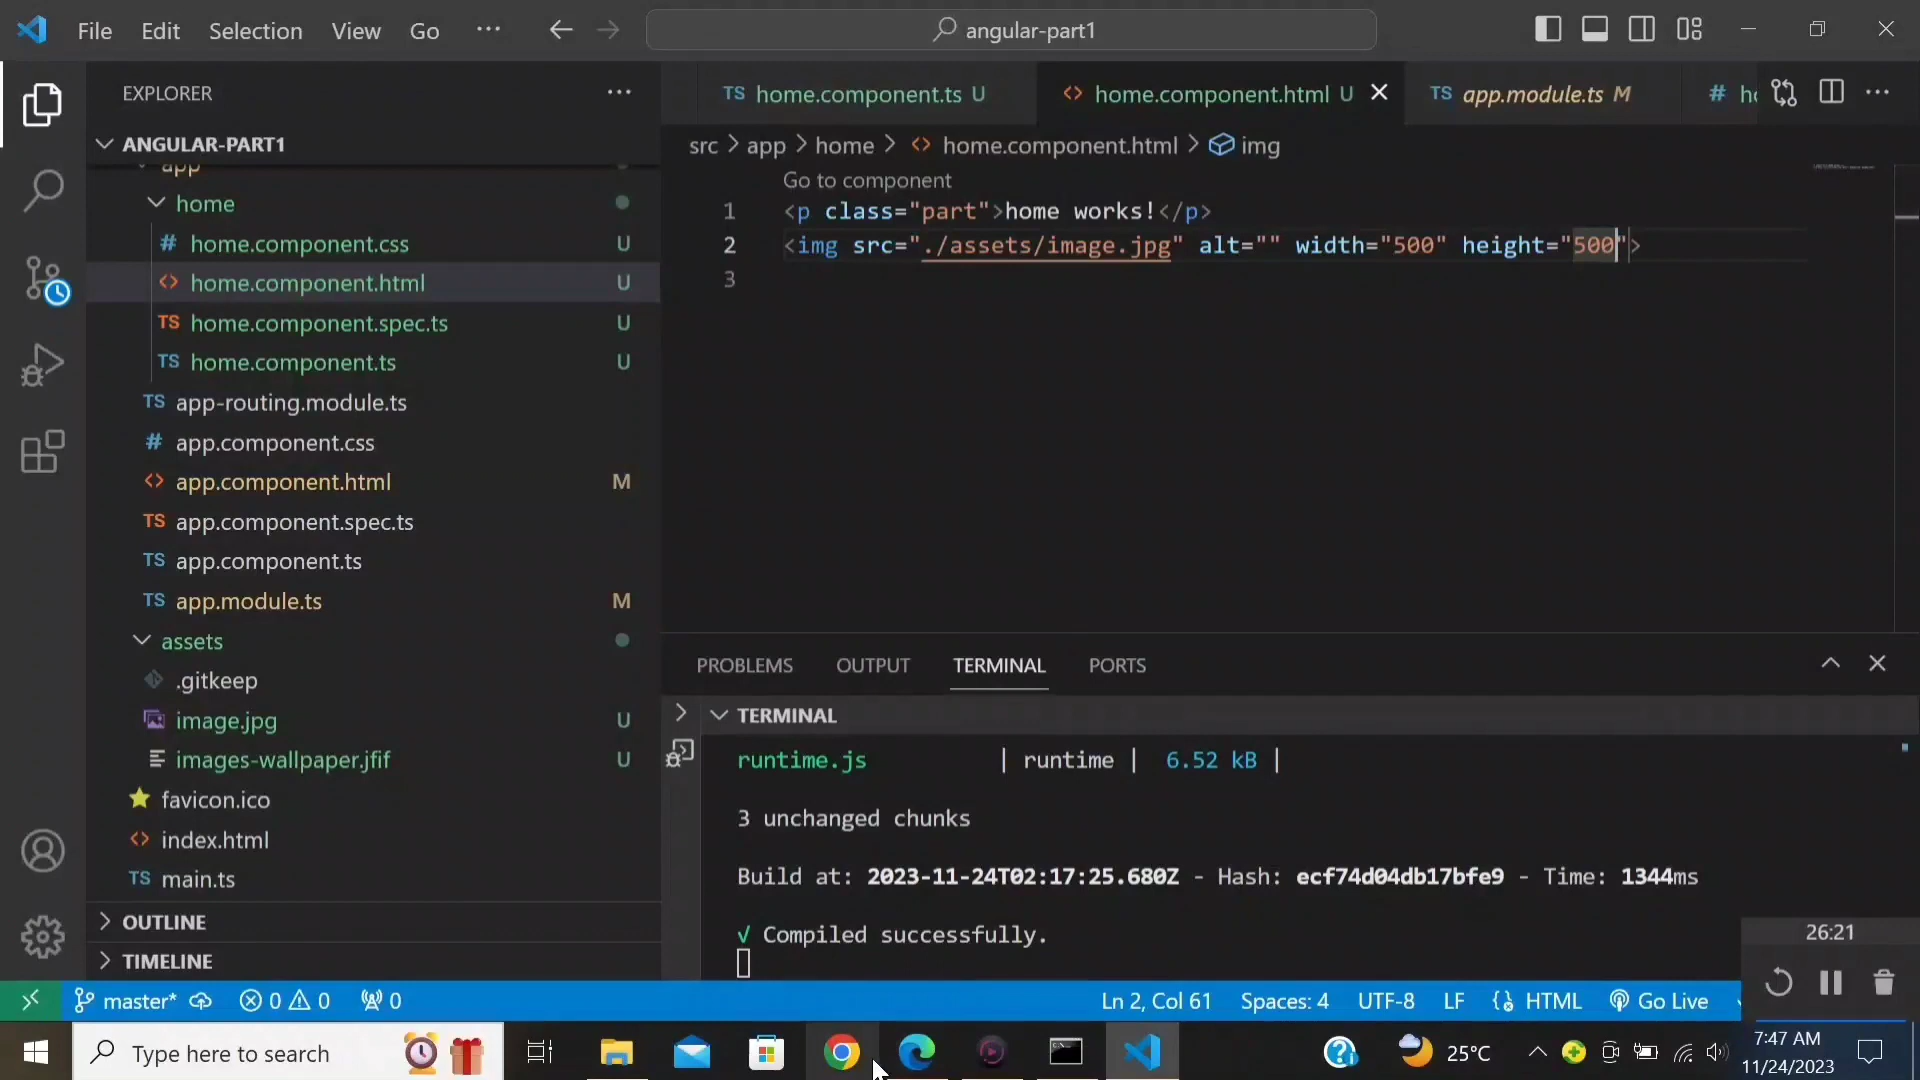 File Edit Selection View Go ··· angular-part1
EXPLORER ···
ANGULAR-PART1
app
home
# home.component.css U
<> home.component.html U
TS home.component.spec.ts U
TS home.component.ts U
TS app-routing.module.ts
# app.component.css
<> app.component.html M
TS app.component.spec.ts
TS app.component.ts
TS app.module.ts M
assets
.gitkeep
image.jpg U
images-wallpaper.jfif U
favicon.ico
<> index.html
TS main.ts
OUTLINE
TIMELINE
TS home.component.ts U <> home.component.html U TS app.module.ts M #
src > app > home > <> home.component.html > img
Go to component
1 <p class="part">home works!</p>
2 <img src="./assets/image.jpg" alt="" width="500" height="500">
3
PROBLEMS OUTPUT TERMINAL PORTS
TERMINAL
runtime.js | runtime | 6.52 kB |
3 unchanged chunks
Build at: 2023-11-24T02:17:25.680Z - Hash: ecf74d04db17bfe9 - Time: 1344ms
√ Compiled successfully.
26:21
master* 0 0 0 Ln 2, Col 61 Spaces: 4 UTF-8 LF HTML Go Live
Type here to search 25°C 7:47 AM
11/24/2023